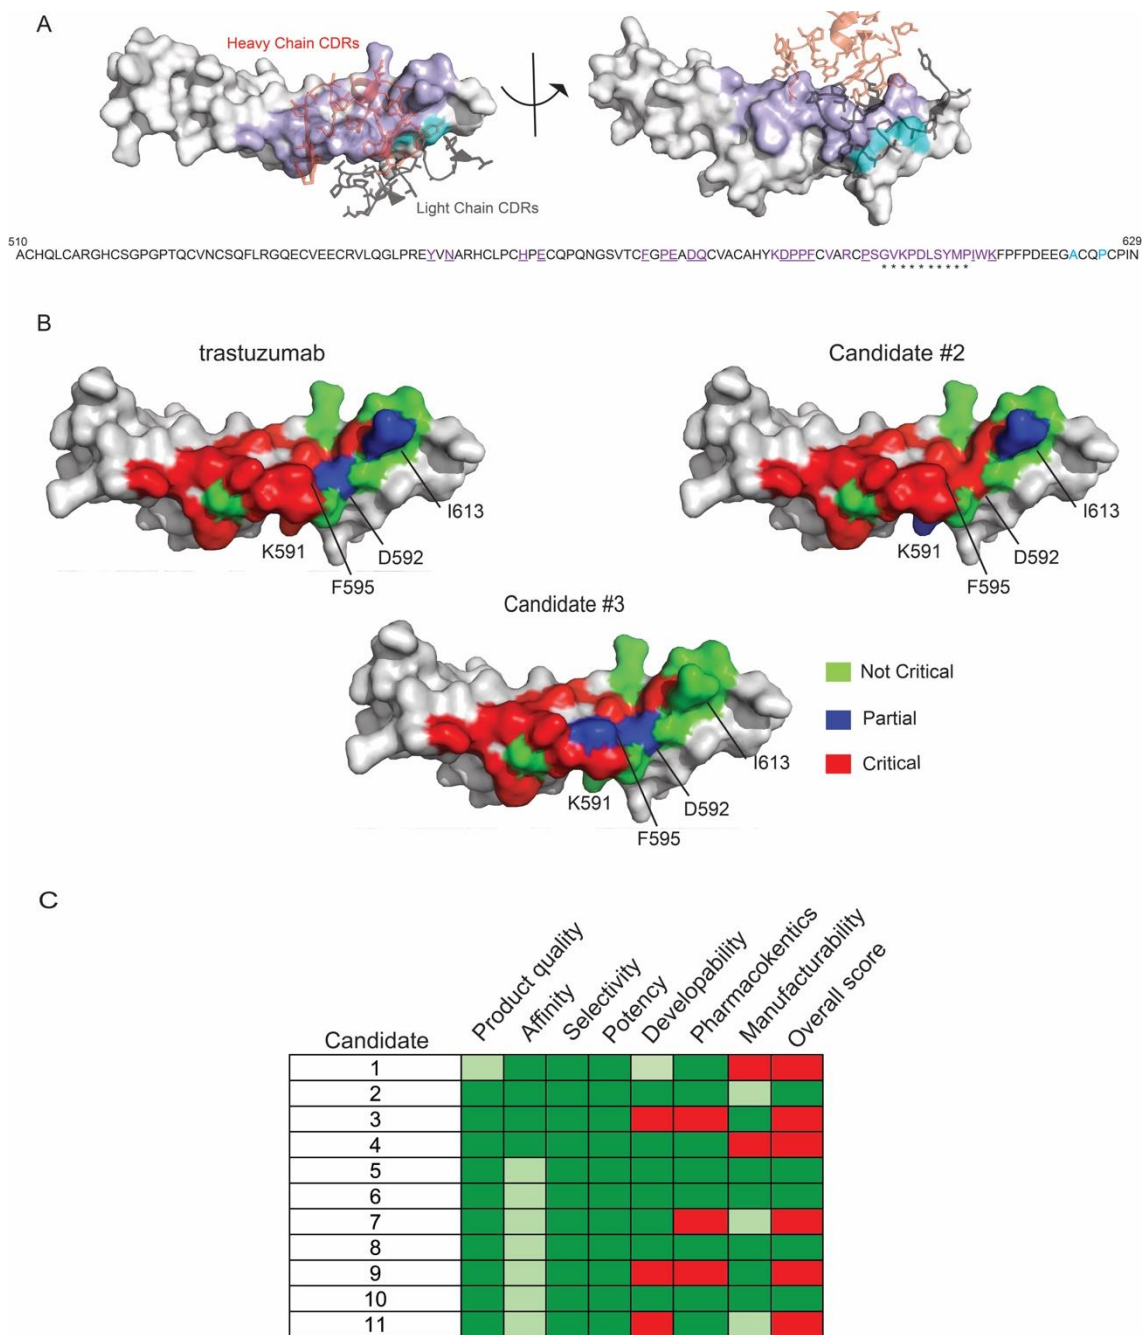 A
Heavy Chain CDRs
Light Chain CDRs
510
629
ACHQLCARGHCSGPGPTQCVNCSQFLRGQECVEECRVLQGLPREYVNARHCLPCHPECQPQNGSVTCFGPEADQCVACAHYKDPPFCVARCPSGVKPDLSYMPIWKFPFPDEEGACQPCPIN
**********
B
trastuzumab
Candidate #2
I613
K591
D592
F595
I613
K591
D592
F595
Candidate #3
I613
K591
D592
F595
Not Critical
Partial
Critical
C
Candidate
Product quality
Affinity
Selectivity
Potency
Developability
Pharmacokentics
Manufacturability
Overall score
1
2
3
4
5
6
7
8
9
10
11